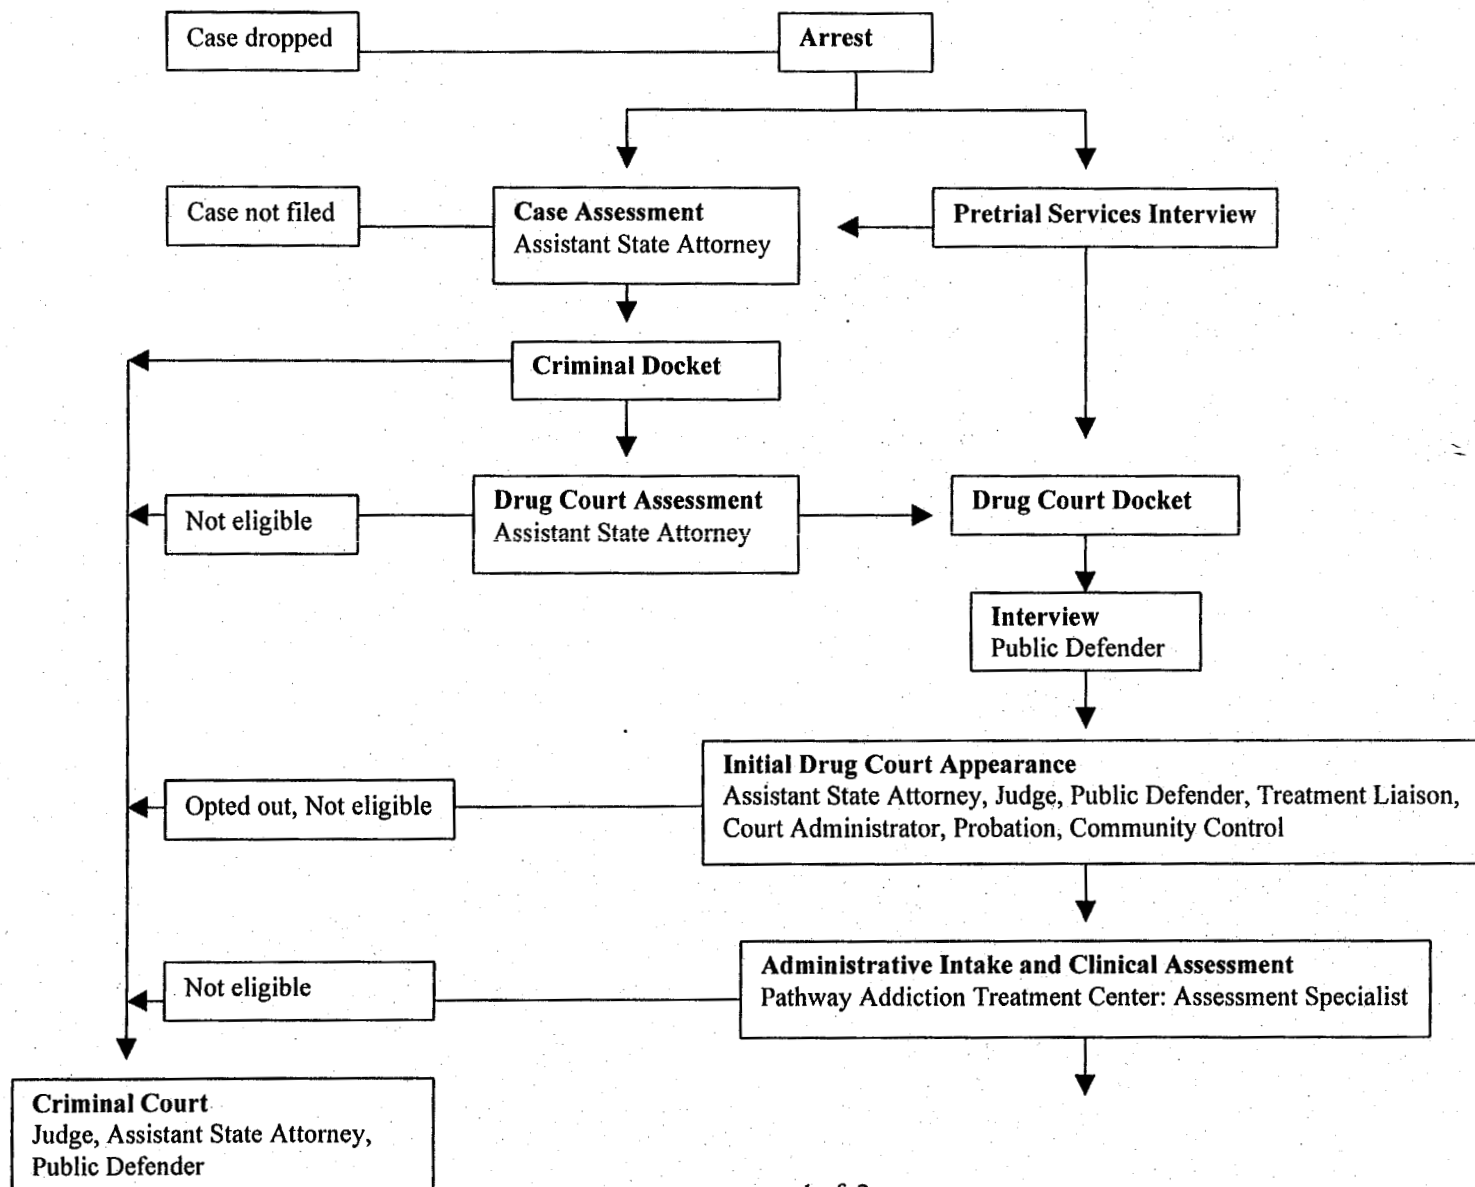 Case dropped
Arrest
Case not filed
Case Assessment
Assistant State Attorney
Pretrial Services Interview
Criminal Docket
Not eligible
Drug Court Assessment
Assistant State Attorney
Drug Court Docket
Interview
Public Defender
Initial Drug Court Appearance
Assistant State Attorney, Judge, Public Defender, Treatment Liaison,
Court Administrator, Probation, Community Control
Opted out, Not eligible
Administrative Intake and Clinical Assessment
Pathway Addiction Treatment Center: Assessment Specialist
Not eligible
Criminal Court
Judge, Assistant State Attorney,
Public Defender